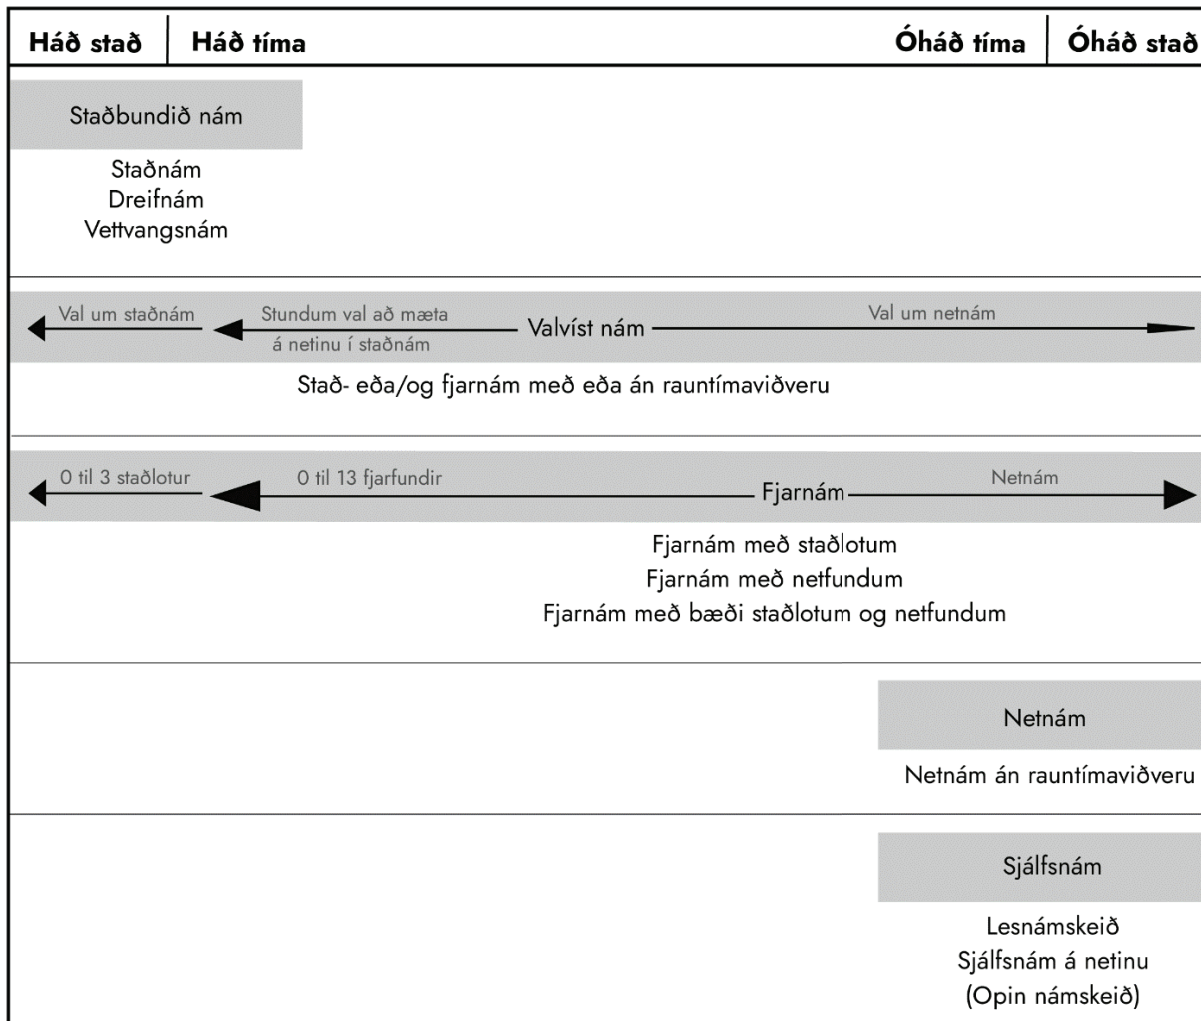 Háð stað Háð tíma Óháð tíma Óháð stað
Staðbundið nám
Staðnám
Dreifnám
Vettvangsnám
Val um staðnám
Stundum val að mæta
á netinu í staðnám
Valvíst nám
Val um netnám
Stað- eða/og fjarnám með eða án rauntímaviðveru
0 til 3 staðlotur
0 til 13 fjarfundir
Fjarnám
Netnám
Fjarnám með staðlotum
Fjarnám með netfundum
Fjarnám með bæði staðlotum og netfundum
Netnám
Netnám án rauntímaviðveru
Sjálfsnám
Lesnámskeið
Sjálfsnám á netinu
(Opin námskeið)